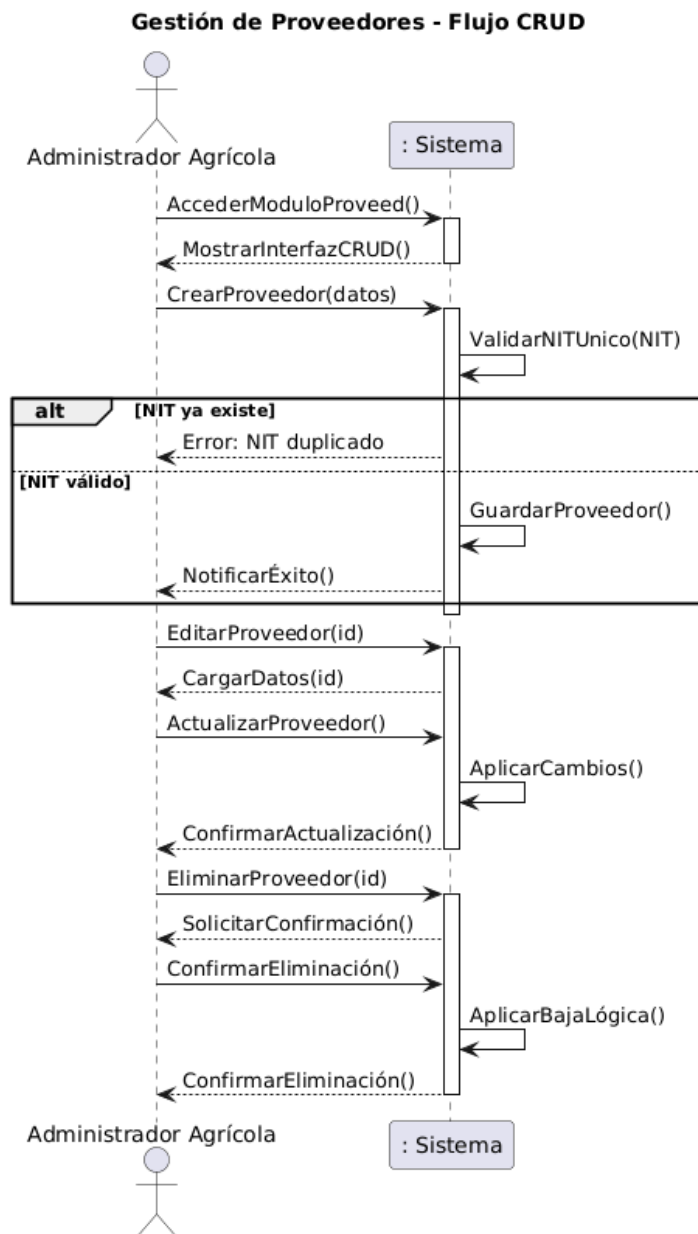 Gestión de Proveedores - Flujo CRUD
Administrador Agrícola
: Sistema
AccederModuloProveed()
MostrarInterfazCRUD()
CrearProveedor(datos)
ValidarNITUnico(NIT)
alt [NIT ya existe]
Error: NIT duplicado
[NIT válido]
GuardarProveedor()
NotificarÉxito()
EditarProveedor(id)
CargarDatos(id)
ActualizarProveedor()
AplicarCambios()
ConfirmarActualización()
EliminarProveedor(id)
SolicitarConfirmación()
ConfirmarEliminación()
AplicarBajaLógica()
ConfirmarEliminación()
Administrador Agrícola
: Sistema